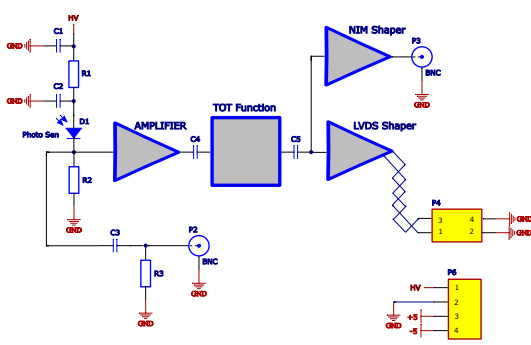 HV
C1
GND
R1
C2
GND
D1
Photo Sen
R2
GND
AMPLIFIER
C4
TOT Function
C5
NIM Shaper
P3
BNC
GND
LVDS Shaper
P4
3 4
1 2
GND
GND
C3
R3
GND
P2
BNC
GND
P6
HV 1
2
GND
+5 3
-5 4